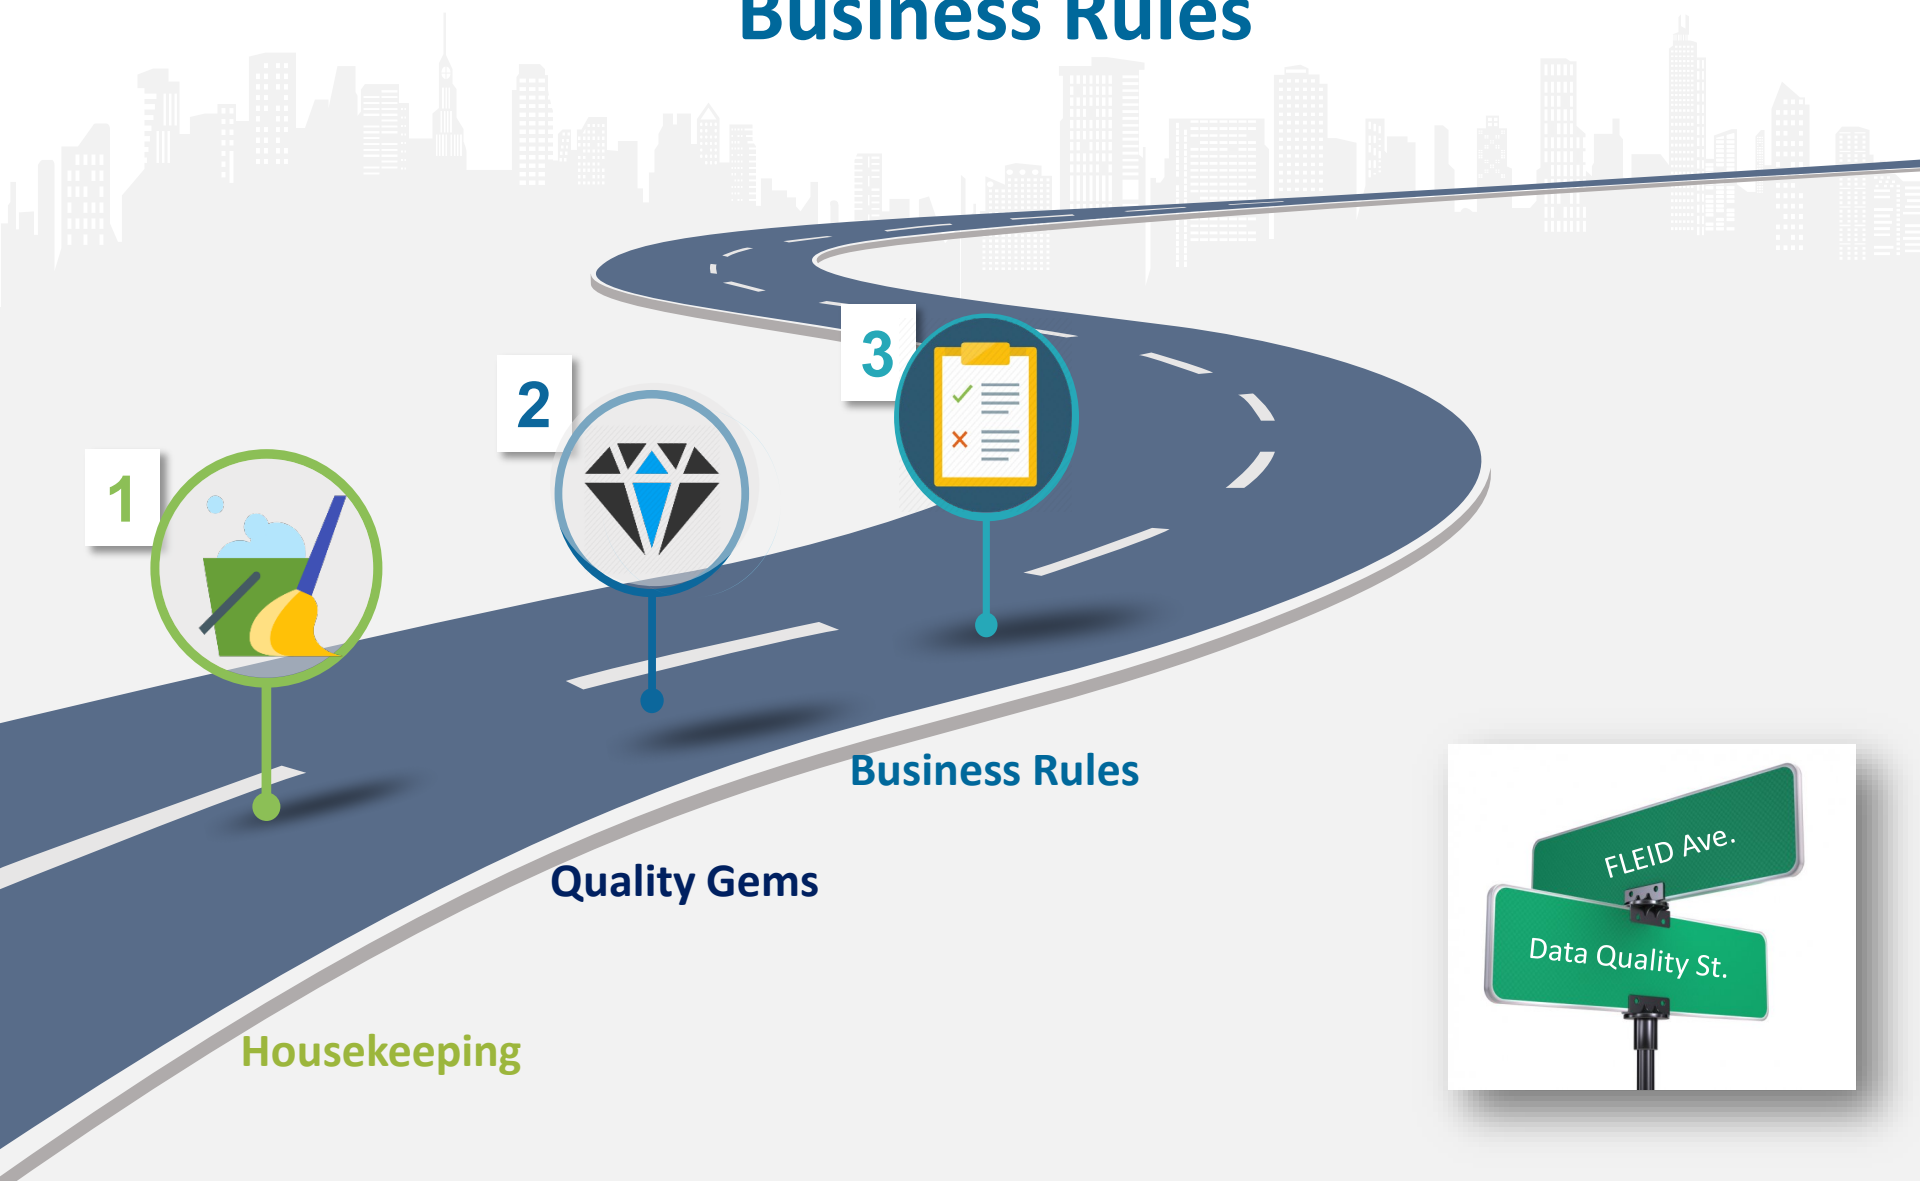 Business Rules
1
2
3
Business Rules
Quality Gems
Housekeeping
FLEID Ave.
Data Quality St.